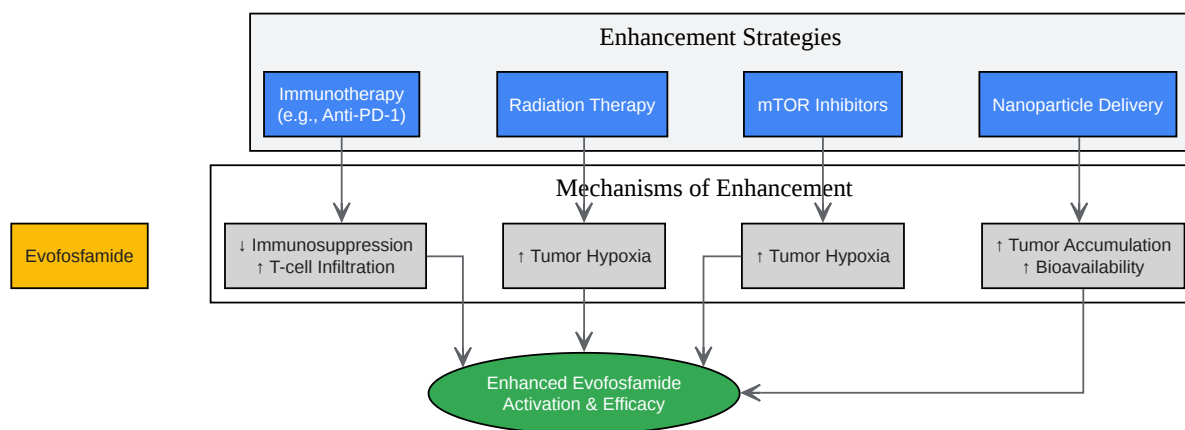 Enhancement Strategies
Immunotherapy
(e.g., Anti-PD-1)
Radiation Therapy
mTOR Inhibitors
Nanoparticle Delivery
Mechanisms of Enhancement
Evofosfamide
↓ Immunosuppression
↑ T-cell Infiltration
↑ Tumor Hypoxia
↑ Tumor Hypoxia
↑ Tumor Accumulation
↑ Bioavailability
Enhanced Evofosfamide
Activation & Efficacy